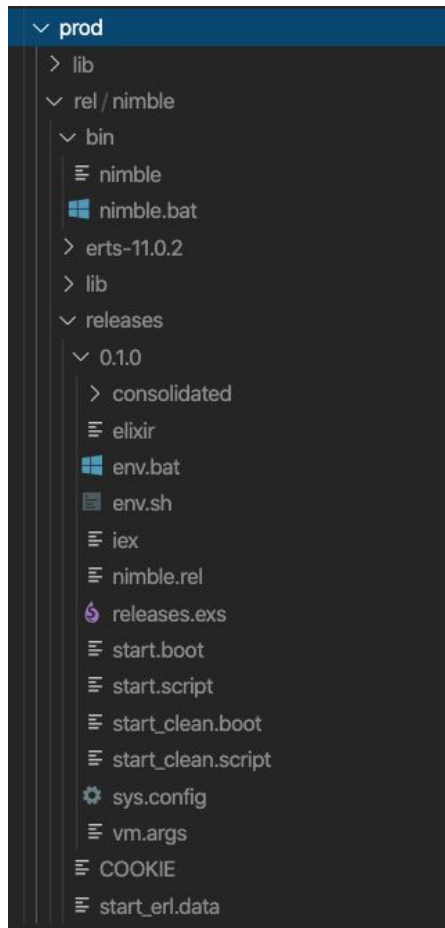 prod
lib
rel / nimble
bin
nimble
nimble.bat
erts-11.0.2
lib
releases
0.1.0
consolidated
elixir
env.bat
env.sh
iex
nimble.rel
releases.exs
start.boot
start.script
start_clean.boot
start_clean.script
sys.config
vm.args
COOKIE
start_erl.data